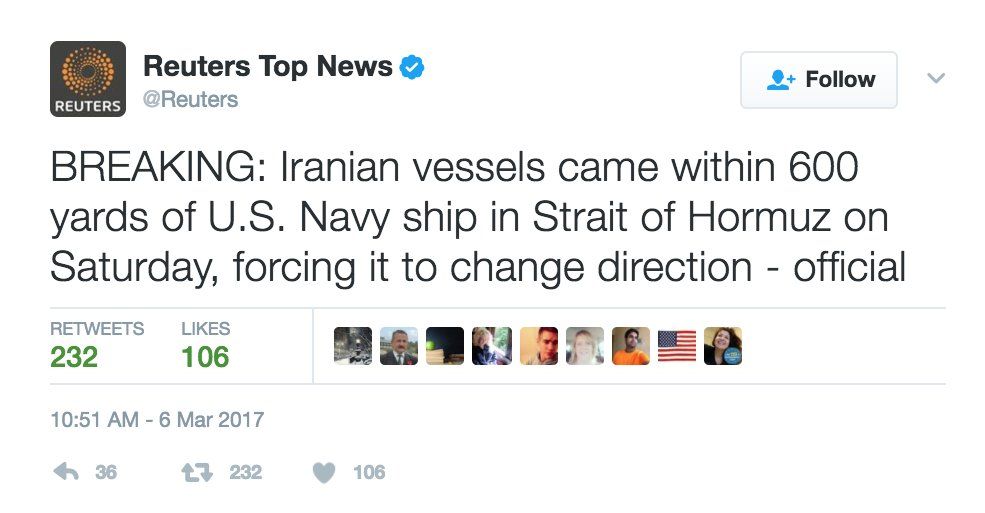 Reuters Top News
@Reuters
REUTERS
Follow
BREAKING: Iranian vessels came within 600
yards of U.S. Navy ship in Strait of Hormuz on
Saturday, forcing it to change direction - official
RETWEETS LIKES
232 106
10:51 AM - 6 Mar 2017
36 232 106